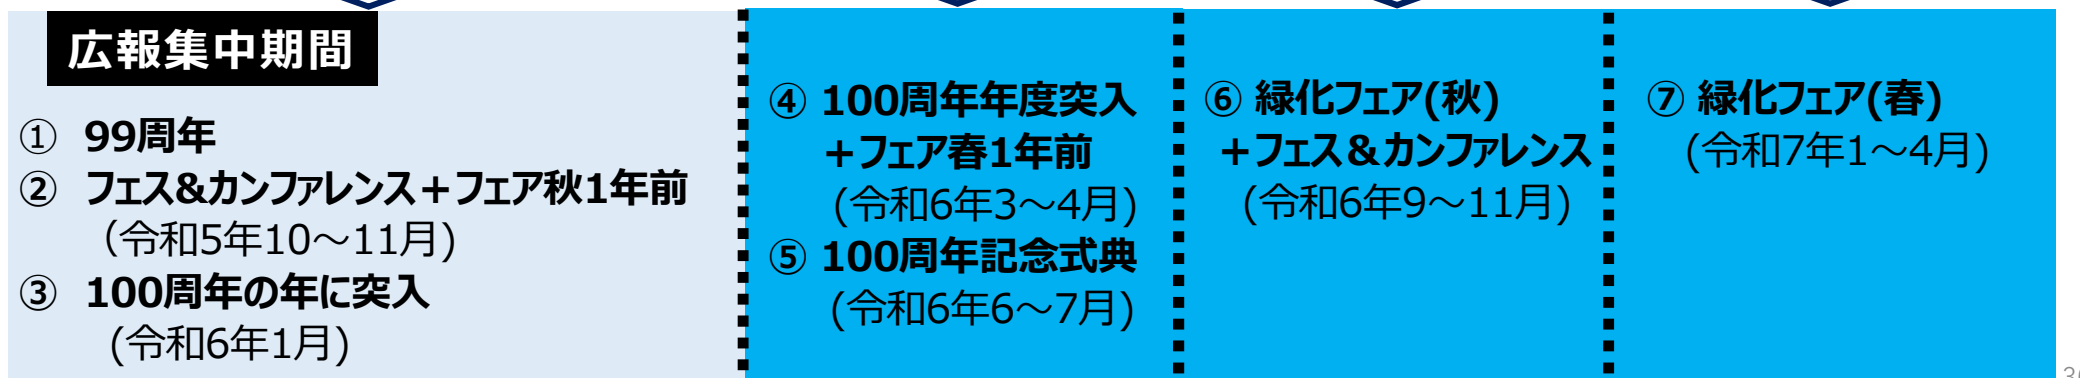 広報集中期間
① 99周年
② フェス&カンファレンス＋フェア秋1年前
（令和5年10～11月)
③ 100周年の年に突入
(令和6年1月)
④ 100周年年度突入
＋フェア春1年前
(令和6年3～4月)
⑤ 100周年記念式典
(令和6年6～7月)
⑥ 緑化フェア(秋)
＋フェス＆カンファレンス
(令和6年9～11月)
⑦ 緑化フェア(春)
(令和7年1～4月)